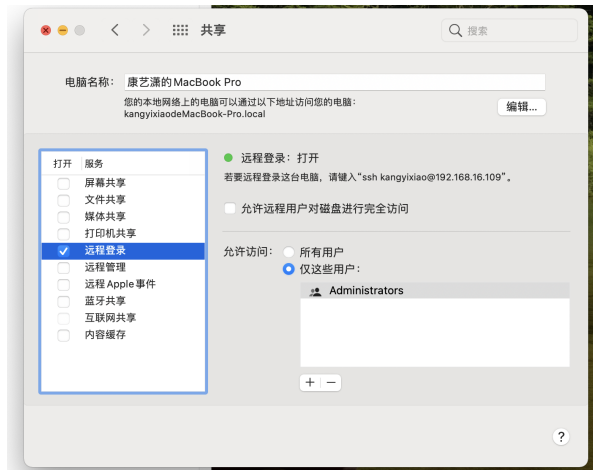 共享
搜索
电脑名称：
康艺潇的MacBook Pro
您的本地网络上的电脑可以通过以下地址访问您的电脑：
kangyixiaodeMacBook-Pro.local
编辑...
打开 服务
屏幕共享
文件共享
媒体共享
打印机共享
远程登录
远程管理
远程 Apple 事件
蓝牙共享
互联网共享
内容缓存
远程登录：打开
若要远程登录这台电脑，请键入“ssh kangyixiao@192.168.16.109”。
允许远程用户对磁盘进行完全访问
允许访问： 所有用户
仅这些用户：
Administrators
+ −
?